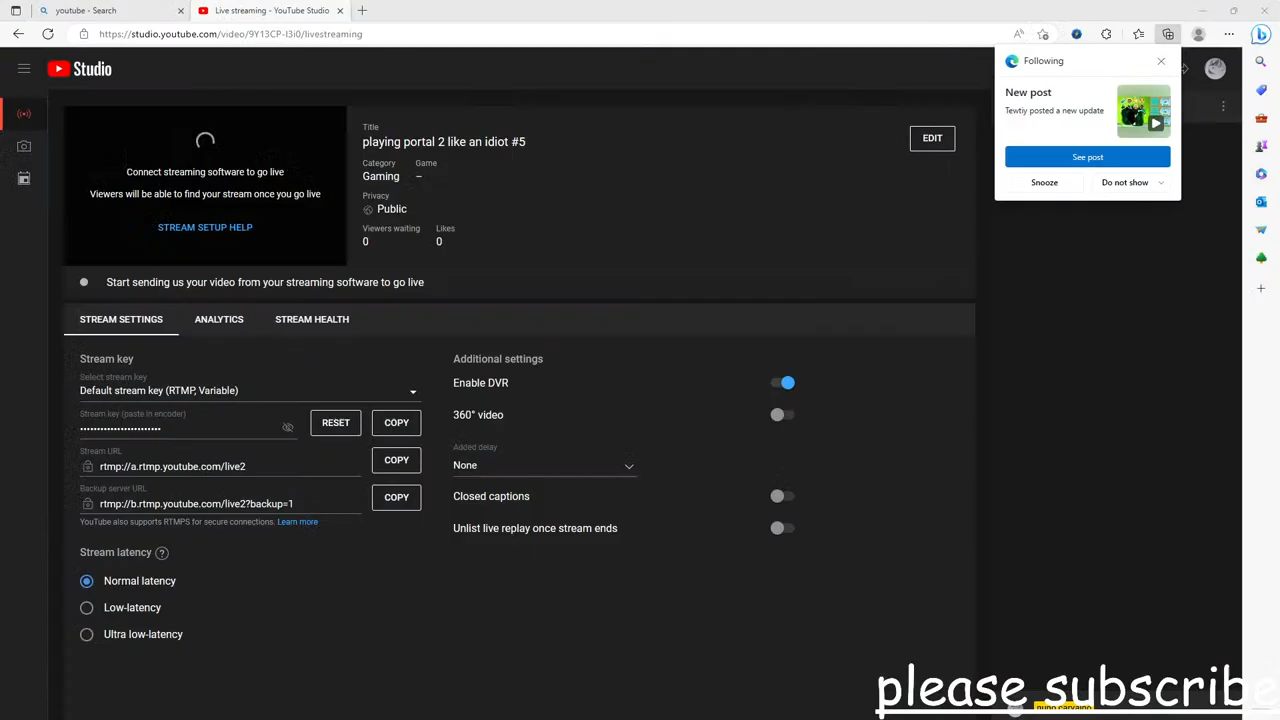 youtube - Search
Live streaming - YouTube Studio
https://studio.youtube.com/video/9Y13CP-I3i0/livestreaming
Studio
Following
New post
Tewtiy posted a new update
See post
Snooze
Do not show
Connect streaming software to go live
Viewers will be able to find your stream once you go live
STREAM SETUP HELP
Title
playing portal 2 like an idiot #5
EDIT
Category
Game
Gaming
–
Privacy
Public
Viewers waiting
Likes
0
0
Start sending us your video from your streaming software to go live
STREAM SETTINGS
ANALYTICS
STREAM HEALTH
Stream key
Select stream key
Default stream key (RTMP, Variable)
Stream key (paste in encoder)
••••••••••••••••••••••••
RESET
COPY
Stream URL
rtmp://a.rtmp.youtube.com/live2
COPY
Backup server URL
rtmp://b.rtmp.youtube.com/live2?backup=1
COPY
YouTube also supports RTMPS for secure connections. Learn more
Stream latency
Normal latency
Low-latency
Ultra low-latency
Additional settings
Enable DVR
360° video
Added delay
None
Closed captions
Unlist live replay once stream ends
please subscribe